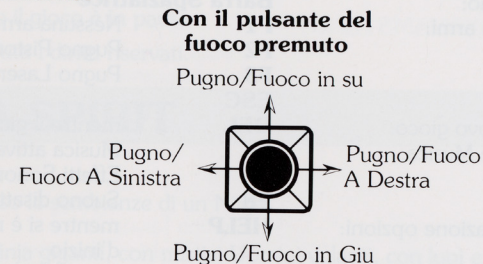 Con il pulsante del
fuoco premuto
Pugno/Fuoco in su
Pugno/
Fuoco A Sinistra
Pugno/Fuoco
A Destra
Pugno/Fuoco in Giu